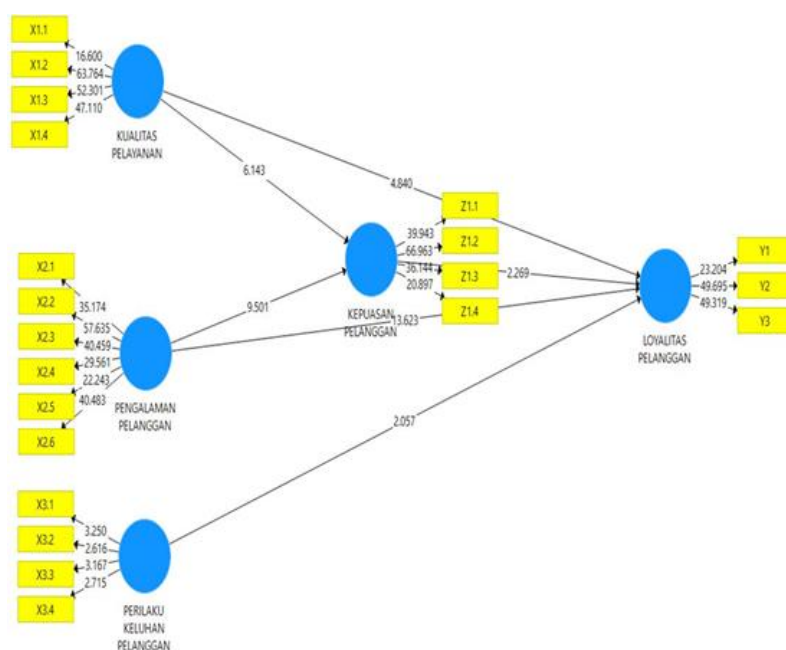 X1.1
X1.2
X1.3
X1.4
16.600
63.764
52.301
47.110
KUALITAS
PELAYANAN
6.143
4.840
X2.1
X2.2
X2.3
X2.4
X2.5
X2.6
35.174
57.635
40.459
29.561
22.243
40.483
PENGALAMAN
PELANGGAN
9.501
13.623
Z1.1
Z1.2
Z1.3
Z1.4
39.943
66.963
36.144
20.897
KEPUASAN
PELANGGAN
2.269
X3.1
X3.2
X3.3
X3.4
3.250
2.616
3.167
2.715
PERILAKU
KELUHAN
PELANGGAN
2.057
23.204
49.695
49.319
Y1
Y2
Y3
LOYALITAS
PELANGGAN